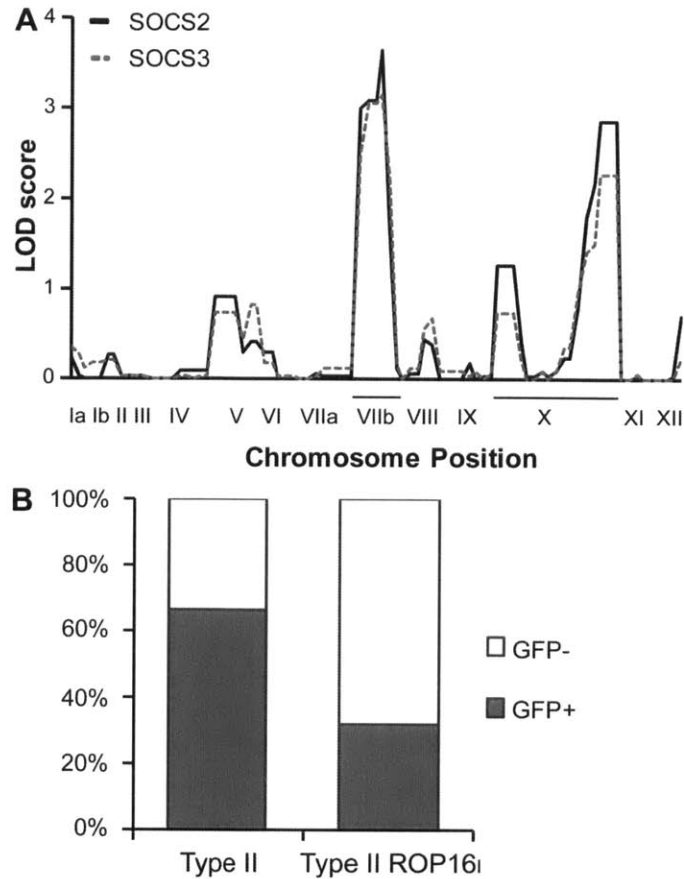 A
4
SOCS2
SOCS3
3
2
1
0
LOD score
Ia Ib II III IV V VI VIIa VIIb VIII IX X XI XII
Chromosome Position
B
100%
80%
60%
40%
20%
0%
GFP-
GFP+
Type II Type II ROP16I